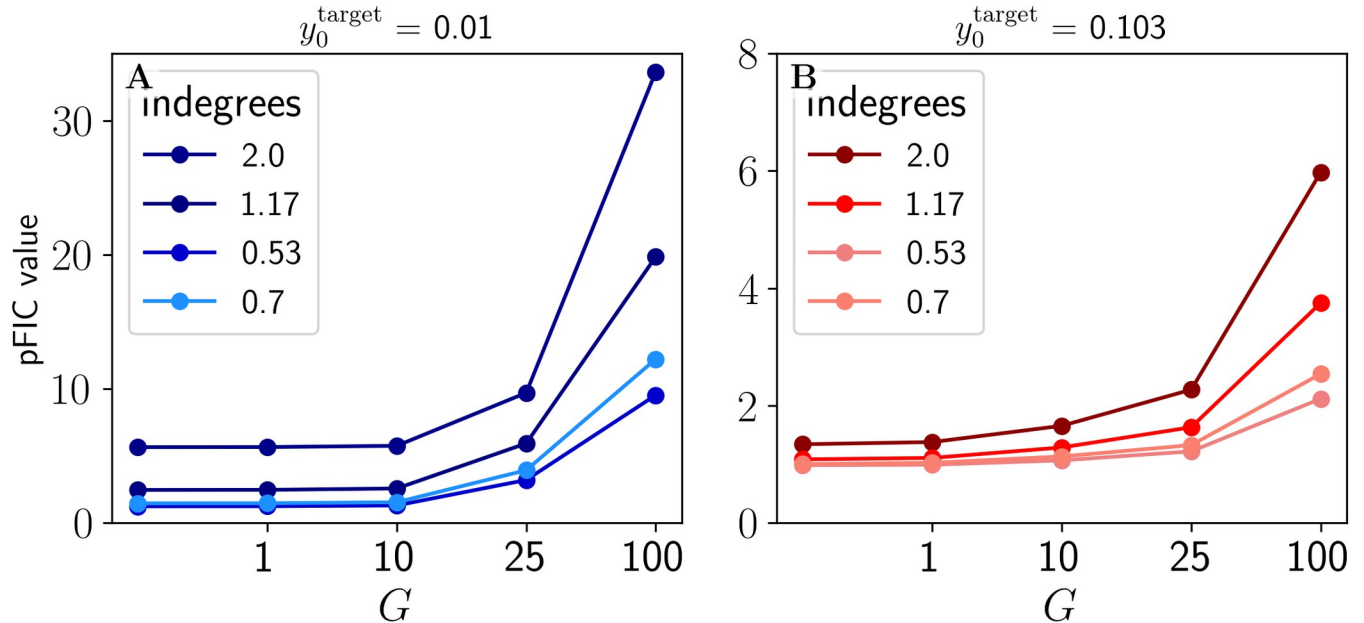 y₀^target = 0.01
A
indegrees
2.0
1.17
0.53
0.7
pFIC value
30
20
10
0
1 10 25 100
G
y₀^target = 0.103
B
indegrees
2.0
1.17
0.53
0.7
8
6
4
2
0
1 10 25 100
G